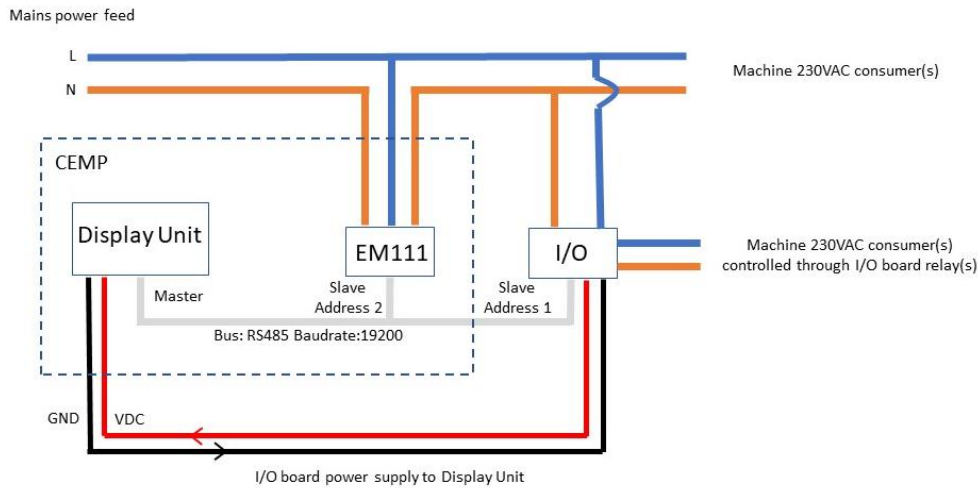 Mains power feed
L
Machine 230VAC consumer(s)
N
CEMP
Display Unit
EM111
I/O
Machine 230VAC consumer(s)
controlled through I/O board relay(s)
Master
Slave
Address 2
Slave
Address 1
Bus: RS485 Baudrate:19200
GND
VDC
I/O board power supply to Display Unit